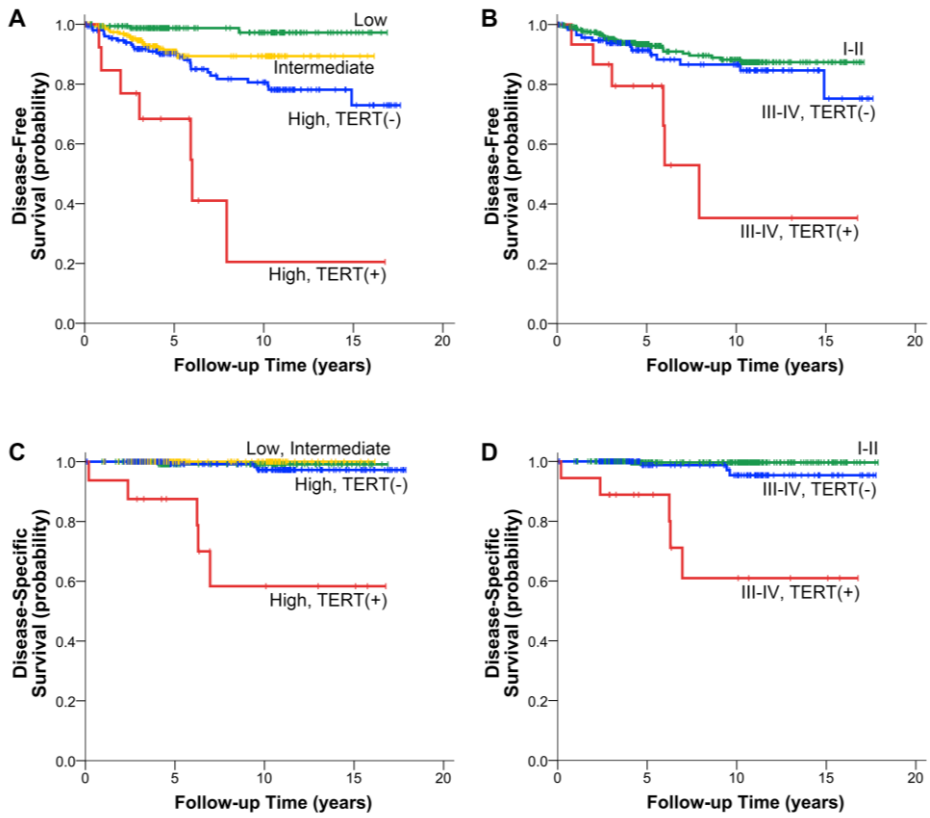 A
Disease-Free
Survival (probability)
1.0
0.8
0.6
0.4
0.2
0.0
Low
Intermediate
High, TERT(-)
High, TERT(+)
0 5 10 15 20
Follow-up Time (years)
B
Disease-Free
Survival (probability)
1.0
0.8
0.6
0.4
0.2
0.0
I-II
III-IV, TERT(-)
III-IV, TERT(+)
0 5 10 15 20
Follow-up Time (years)
C
Disease-Specific
Survival (probability)
1.0
0.8
0.6
0.4
0.2
0.0
Low, Intermediate
High, TERT(-)
High, TERT(+)
0 5 10 15 20
Follow-up Time (years)
D
Disease-Specific
Survival (probability)
1.0
0.8
0.6
0.4
0.2
0.0
I-II
III-IV, TERT(-)
III-IV, TERT(+)
0 5 10 15 20
Follow-up Time (years)